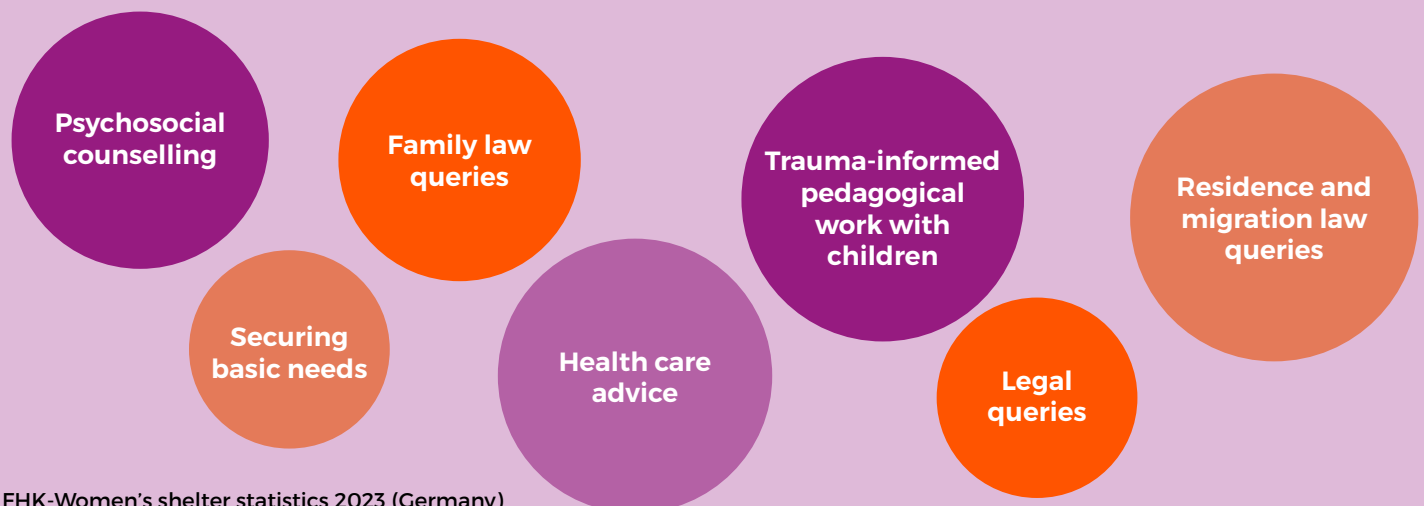 Psychosocial
counselling
Family law
queries
Trauma-informed
pedagogical
work with
children
Residence and
migration law
queries
Securing
basic needs
Health care
advice
Legal
queries
FHK-Women's shelter statistics 2023 (Germany)